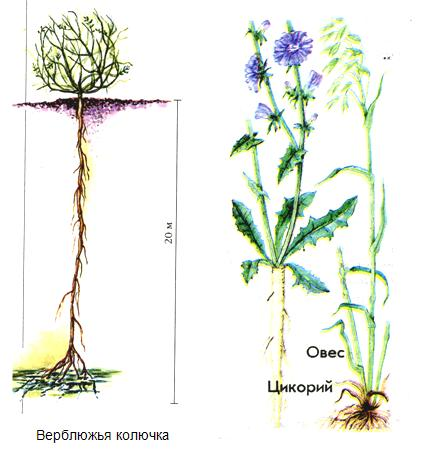 20 м
Овес
Цикорий
Верблюжья колючка